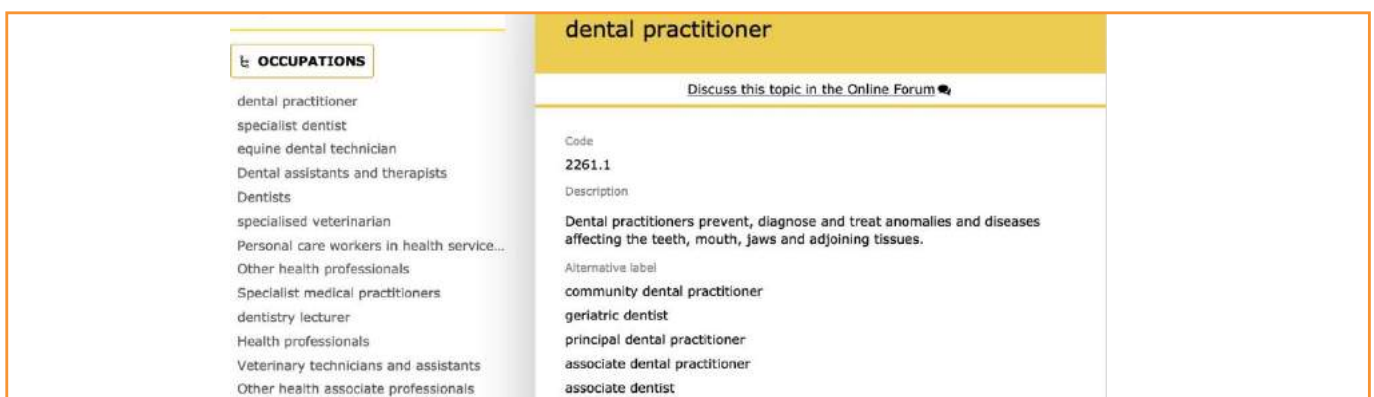 OCCUPATIONS
dental practitioner
specialist dentist
equine dental technician
Dental assistants and therapists
Dentists
specialised veterinarian
Personal care workers in health service...
Other health professionals
Specialist medical practitioners
dentistry lecturer
Health professionals
Veterinary technicians and assistants
Other health associate professionals
dental practitioner
Discuss this topic in the Online Forum
Code
2261.1
Description
Dental practitioners prevent, diagnose and treat anomalies and diseases
affecting the teeth, mouth, jaws and adjoining tissues.
Alternative label
community dental practitioner
geriatric dentist
principal dental practitioner
associate dental practitioner
associate dentist